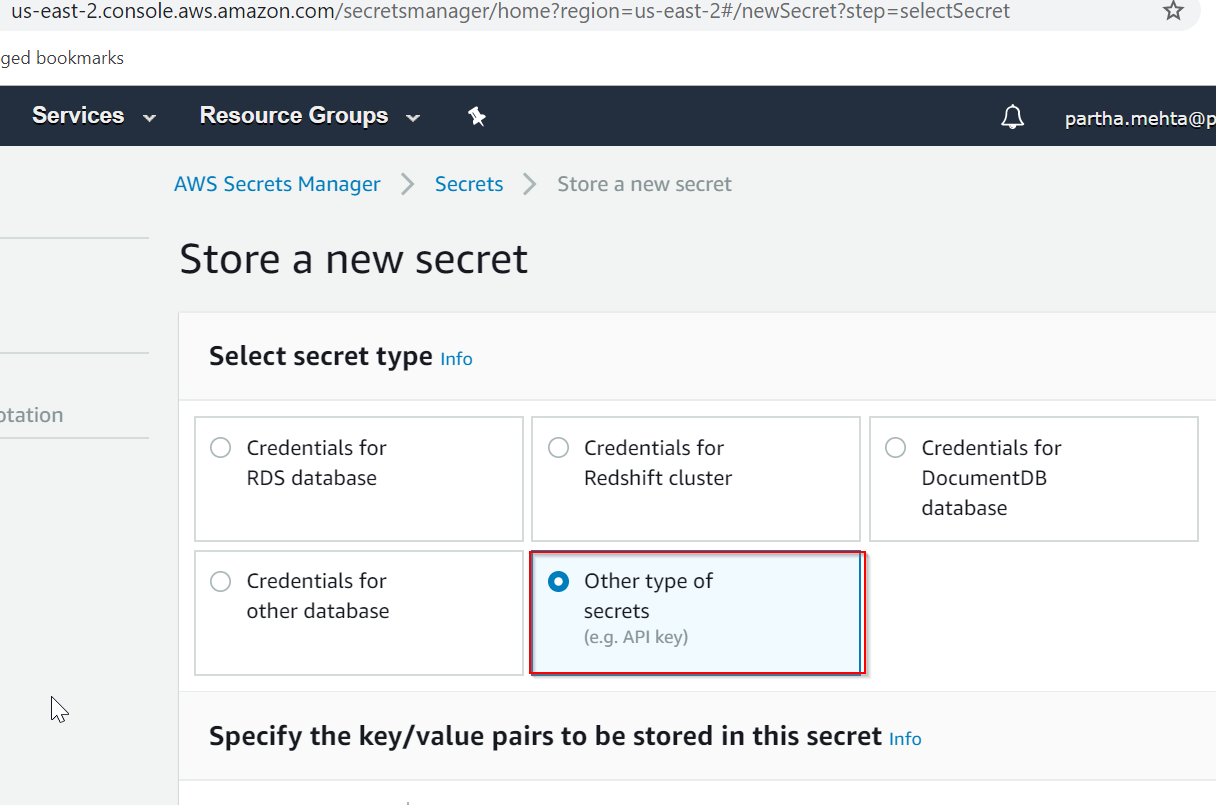 us-east-2.console.aws.amazon.com/secretsmanager/home?region=us-east-2#/newSecret?step=selectSecret
ged bookmarks
Services Resource Groups partha.mehta@p
AWS Secrets Manager Secrets Store a new secret
Store a new secret
Select secret type Info
otation
Credentials for
RDS database
Credentials for
Redshift cluster
Credentials for
DocumentDB
database
Credentials for
other database
Other type of
secrets
(e.g. API key)
Specify the key/value pairs to be stored in this secret Info